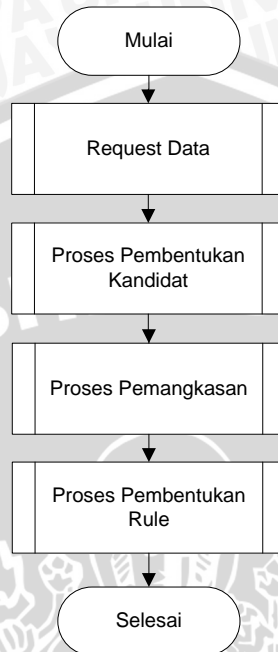 Mulai
Request Data
Proses Pembentukan
Kandidat
Proses Pemangkasan
Proses Pembentukan
Rule
Selesai